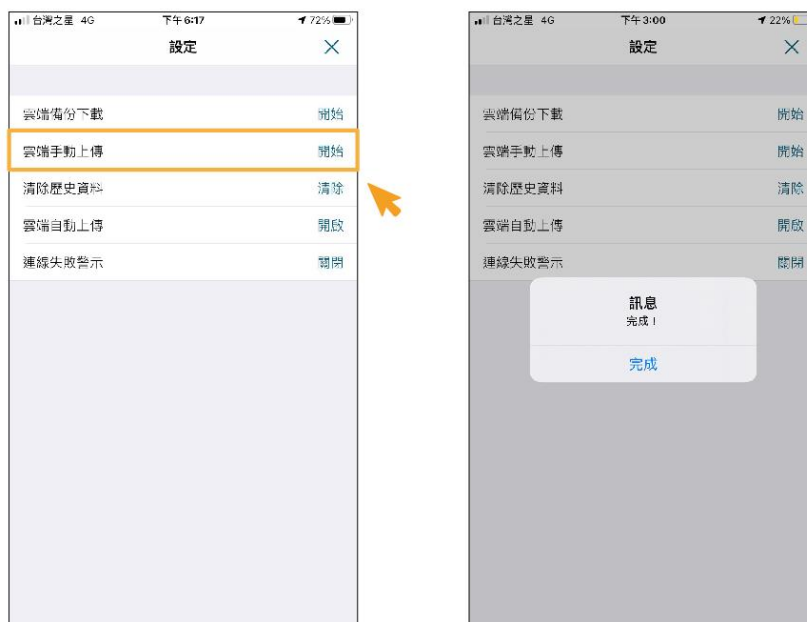 台灣之星 4G 下午6:17 72%
設定
雲端備份下載 開始
雲端手動上傳 開始
清除歷史資料 清除
雲端自動上傳 開啟
連線失敗警示 關閉
台灣之星 4G 下午3:00 22%
設定
雲端備份下載 開始
雲端手動上傳 開始
清除歷史資料 清除
雲端自動上傳 開啟
連線失敗警示 關閉
訊息
完成！
完成